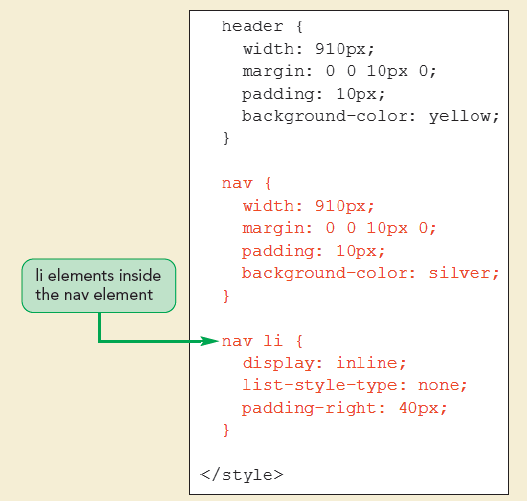 header {
width: 910px;
margin: 0 0 10px 0;
padding: 10px;
background-color: yellow;
}
nav {
width: 910px;
margin: 0 0 10px 0;
padding: 10px;
background-color: silver;
}
li elements inside
the nav element
nav li {
display: inline;
list-style-type: none;
padding-right: 40px;
}
</style>